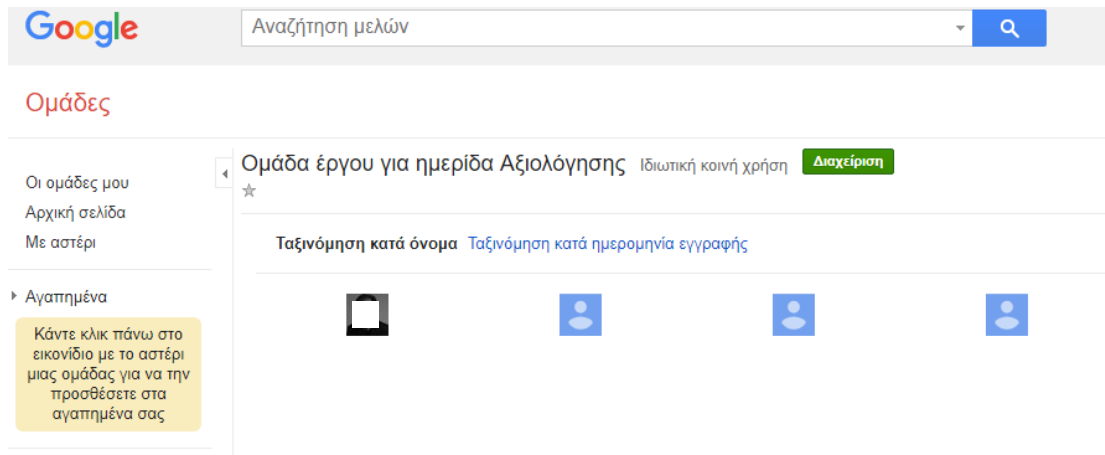 Google
Αναζήτηση μελών
Ομάδες
Οι ομάδες μου
Αρχική σελίδα
Με αστέρι
Αγαπημένα
Κάντε κλικ πάνω στο
εικονίδιο με το αστέρι
μιας ομάδας για να την
προσθέσετε στα
αγαπημένα σας
Ομάδα έργου για ημερίδα Αξιολόγησης Ιδιωτική κοινή χρήση Διαχείριση
Ταξινόμηση κατά όνομα Ταξινόμηση κατά ημερομηνία εγγραφής